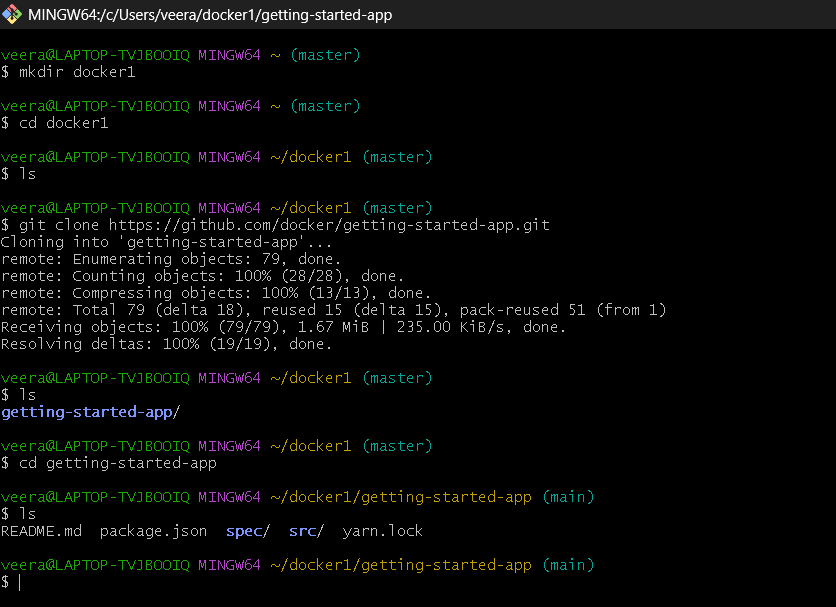 MINGW64:/c/Users/veera/docker1/getting-started-app
veera@LAPTOP-TVJBOOIQ MINGW64 ~ (master)
$ mkdir docker1
veera@LAPTOP-TVJBOOIQ MINGW64 ~ (master)
$ cd docker1
veera@LAPTOP-TVJBOOIQ MINGW64 ~/docker1 (master)
$ ls
veera@LAPTOP-TVJBOOIQ MINGW64 ~/docker1 (master)
$ git clone https://github.com/docker/getting-started-app.git
Cloning into 'getting-started-app'...
remote: Enumerating objects: 79, done.
remote: Counting objects: 100% (28/28), done.
remote: Compressing objects: 100% (13/13), done.
remote: Total 79 (delta 18), reused 15 (delta 15), pack-reused 51 (from 1)
Receiving objects: 100% (79/79), 1.67 MiB | 235.00 KiB/s, done.
Resolving deltas: 100% (19/19), done.
veera@LAPTOP-TVJBOOIQ MINGW64 ~/docker1 (master)
$ ls
getting-started-app/
veera@LAPTOP-TVJBOOIQ MINGW64 ~/docker1 (master)
$ cd getting-started-app
veera@LAPTOP-TVJBOOIQ MINGW64 ~/docker1/getting-started-app (main)
$ ls
README.md  package.json  spec/  src/  yarn.lock
veera@LAPTOP-TVJBOOIQ MINGW64 ~/docker1/getting-started-app (main)
$